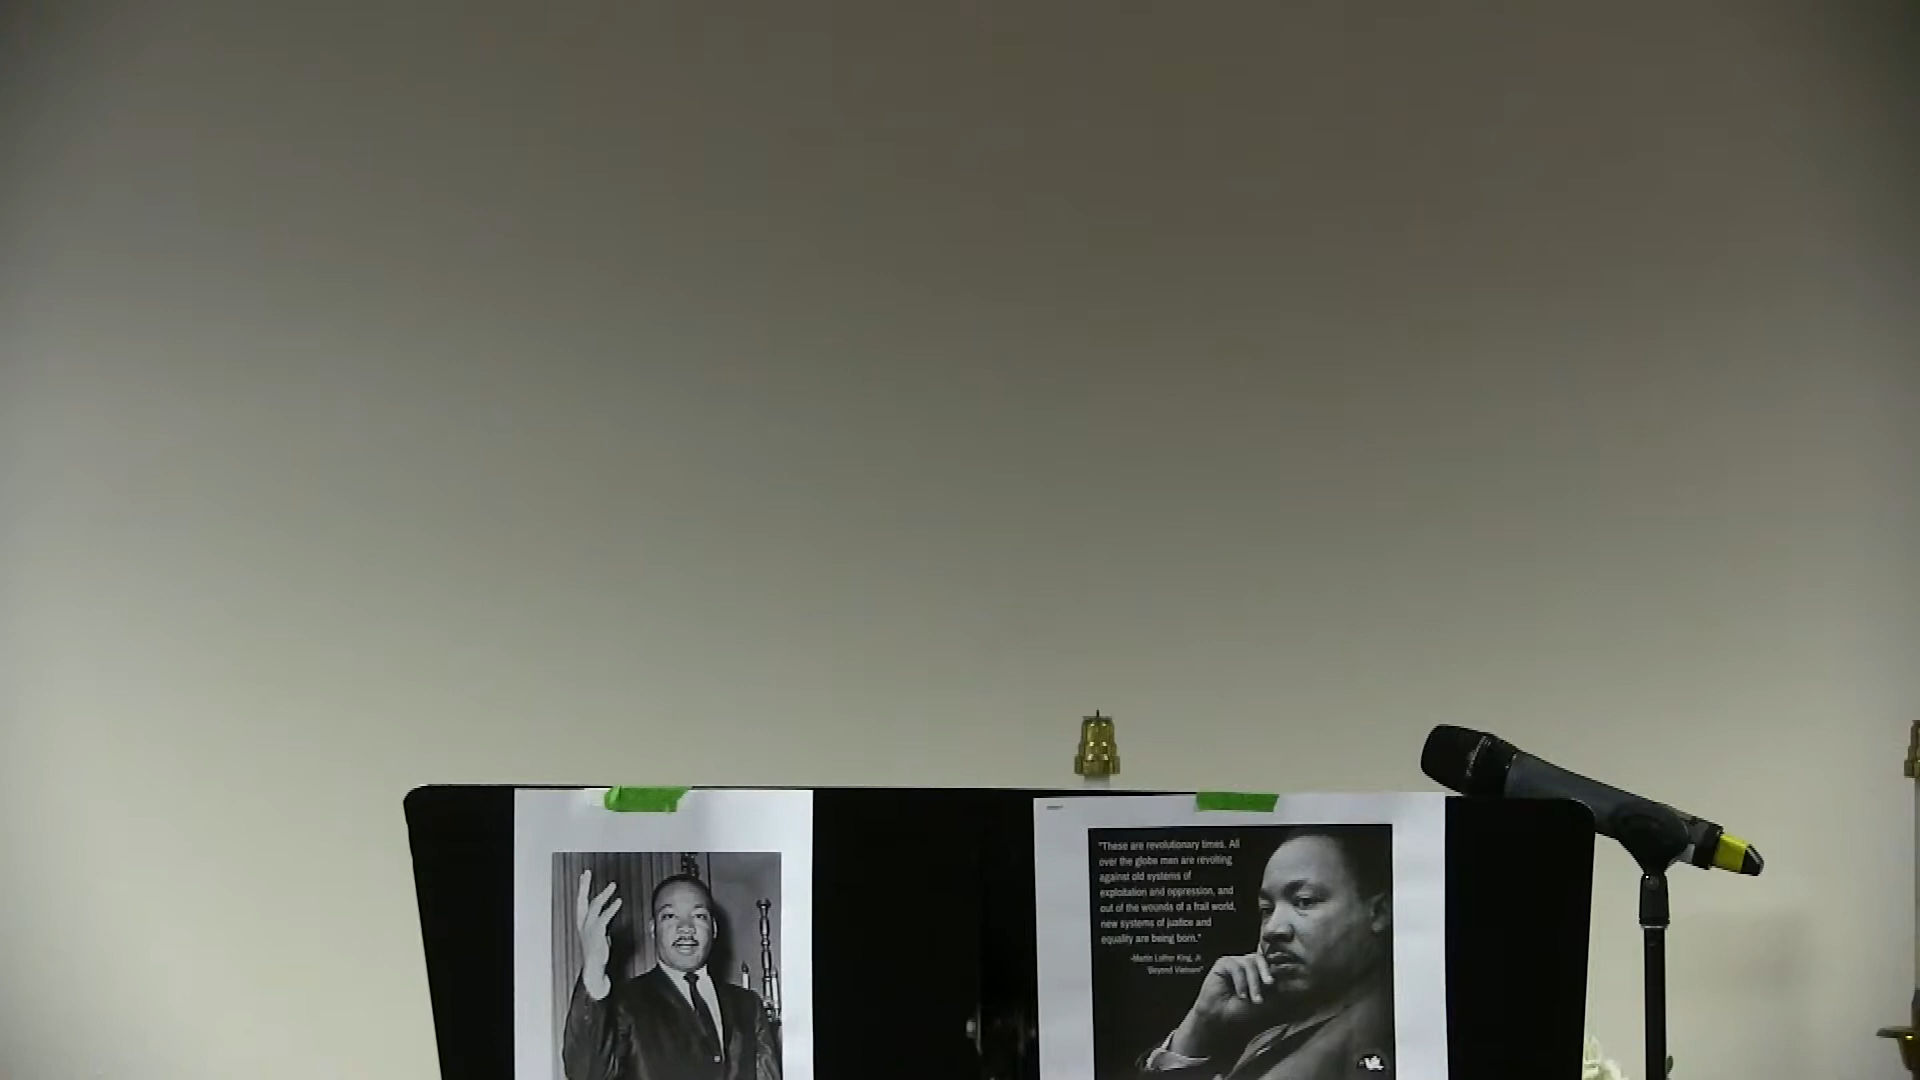 "These are revolutionary times. All
over the globe men are revolting
against old systems of
exploitation and oppression, and
out of the wounds of a frail world,
new systems of justice and
equality are being born."
-Martin Luther King, Jr.
"Beyond Vietnam"